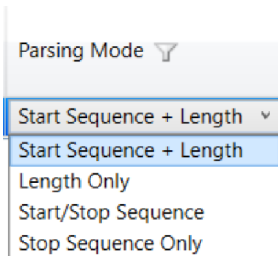 Parsing Mode
Start Sequence + Length
Start Sequence + Length
Length Only
Start/Stop Sequence
Stop Sequence Only